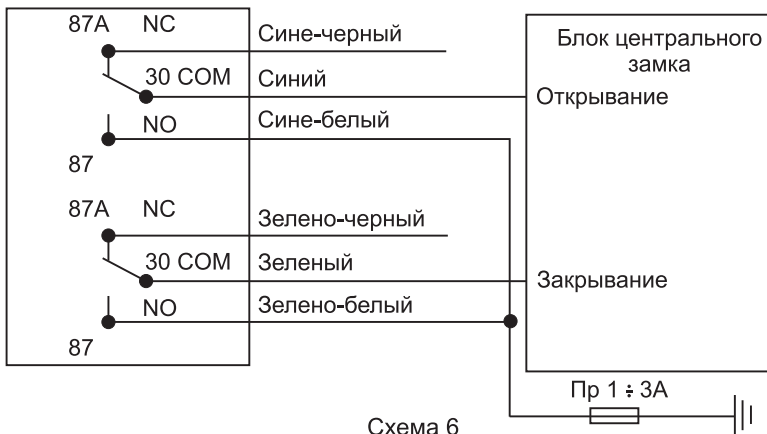 87A NC
Сине-черный
30 COM
Синий
NO
Сине-белый
87
87A NC
Зелено-черный
30 COM
Зеленый
NO
Зелено-белый
87
Блок центрального
замка
Открывание
Закрывание
Пр 1 ÷ 3А
Схема 6